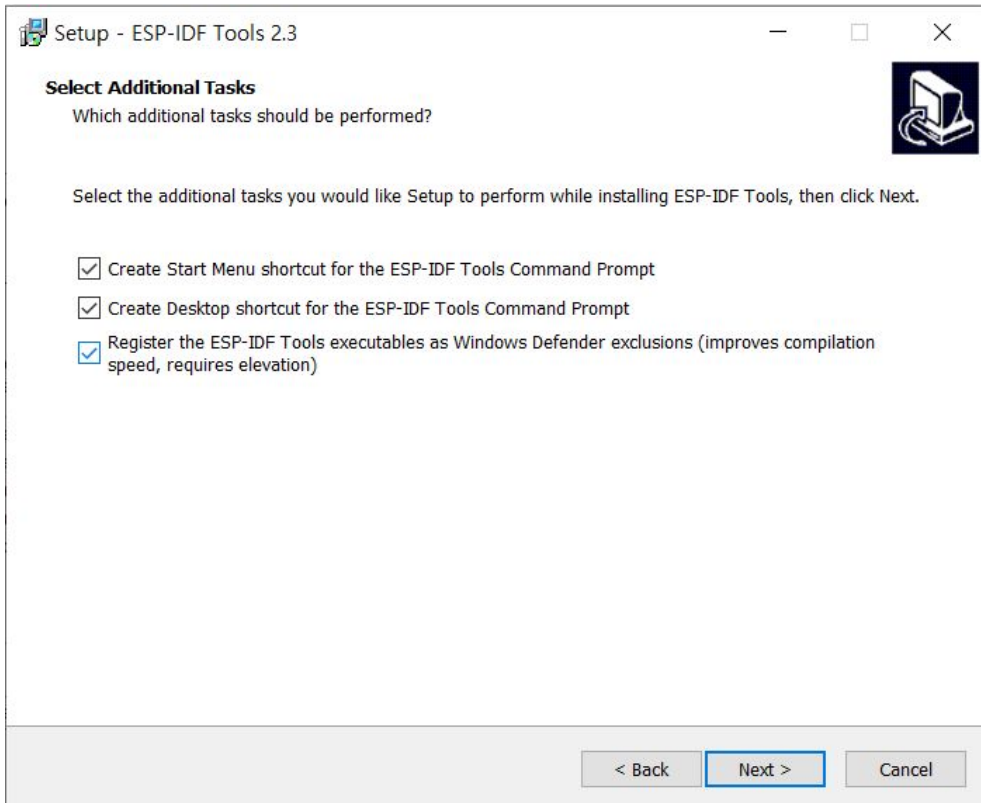 Setup - ESP-IDF Tools 2.3
Select Additional Tasks
Which additional tasks should be performed?
Select the additional tasks you would like Setup to perform while installing ESP-IDF Tools, then click Next.
Create Start Menu shortcut for the ESP-IDF Tools Command Prompt
Create Desktop shortcut for the ESP-IDF Tools Command Prompt
Register the ESP-IDF Tools executables as Windows Defender exclusions (improves compilation
speed, requires elevation)
< Back
Next >
Cancel